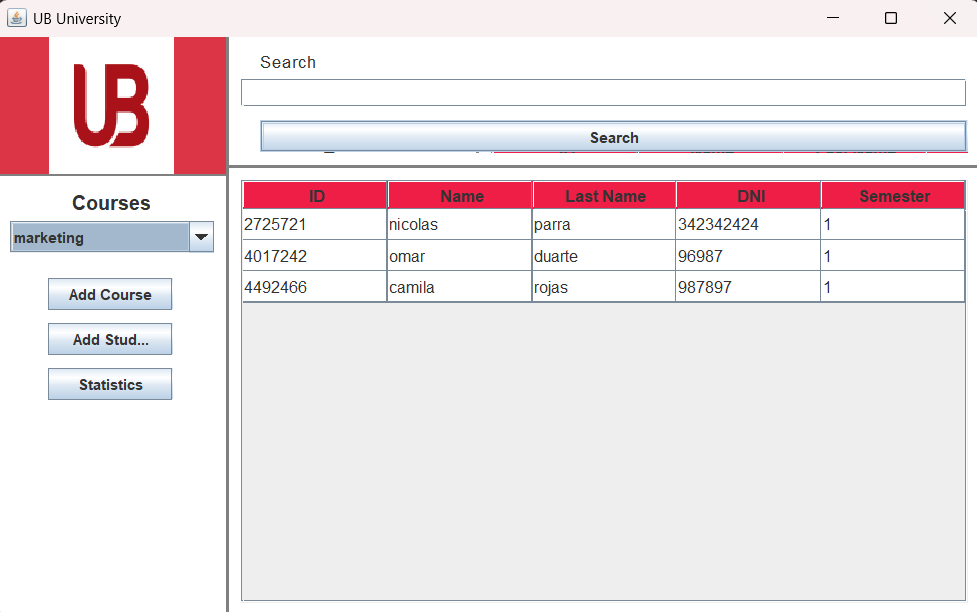 UB University
UB
Search
Search
Courses
marketing
Add Course
Add Stud...
Statistics
ID Name Last Name DNI Semester
2725721 nicolas parra 342342424 1
4017242 omar duarte 96987 1
4492466 camila rojas 987897 1